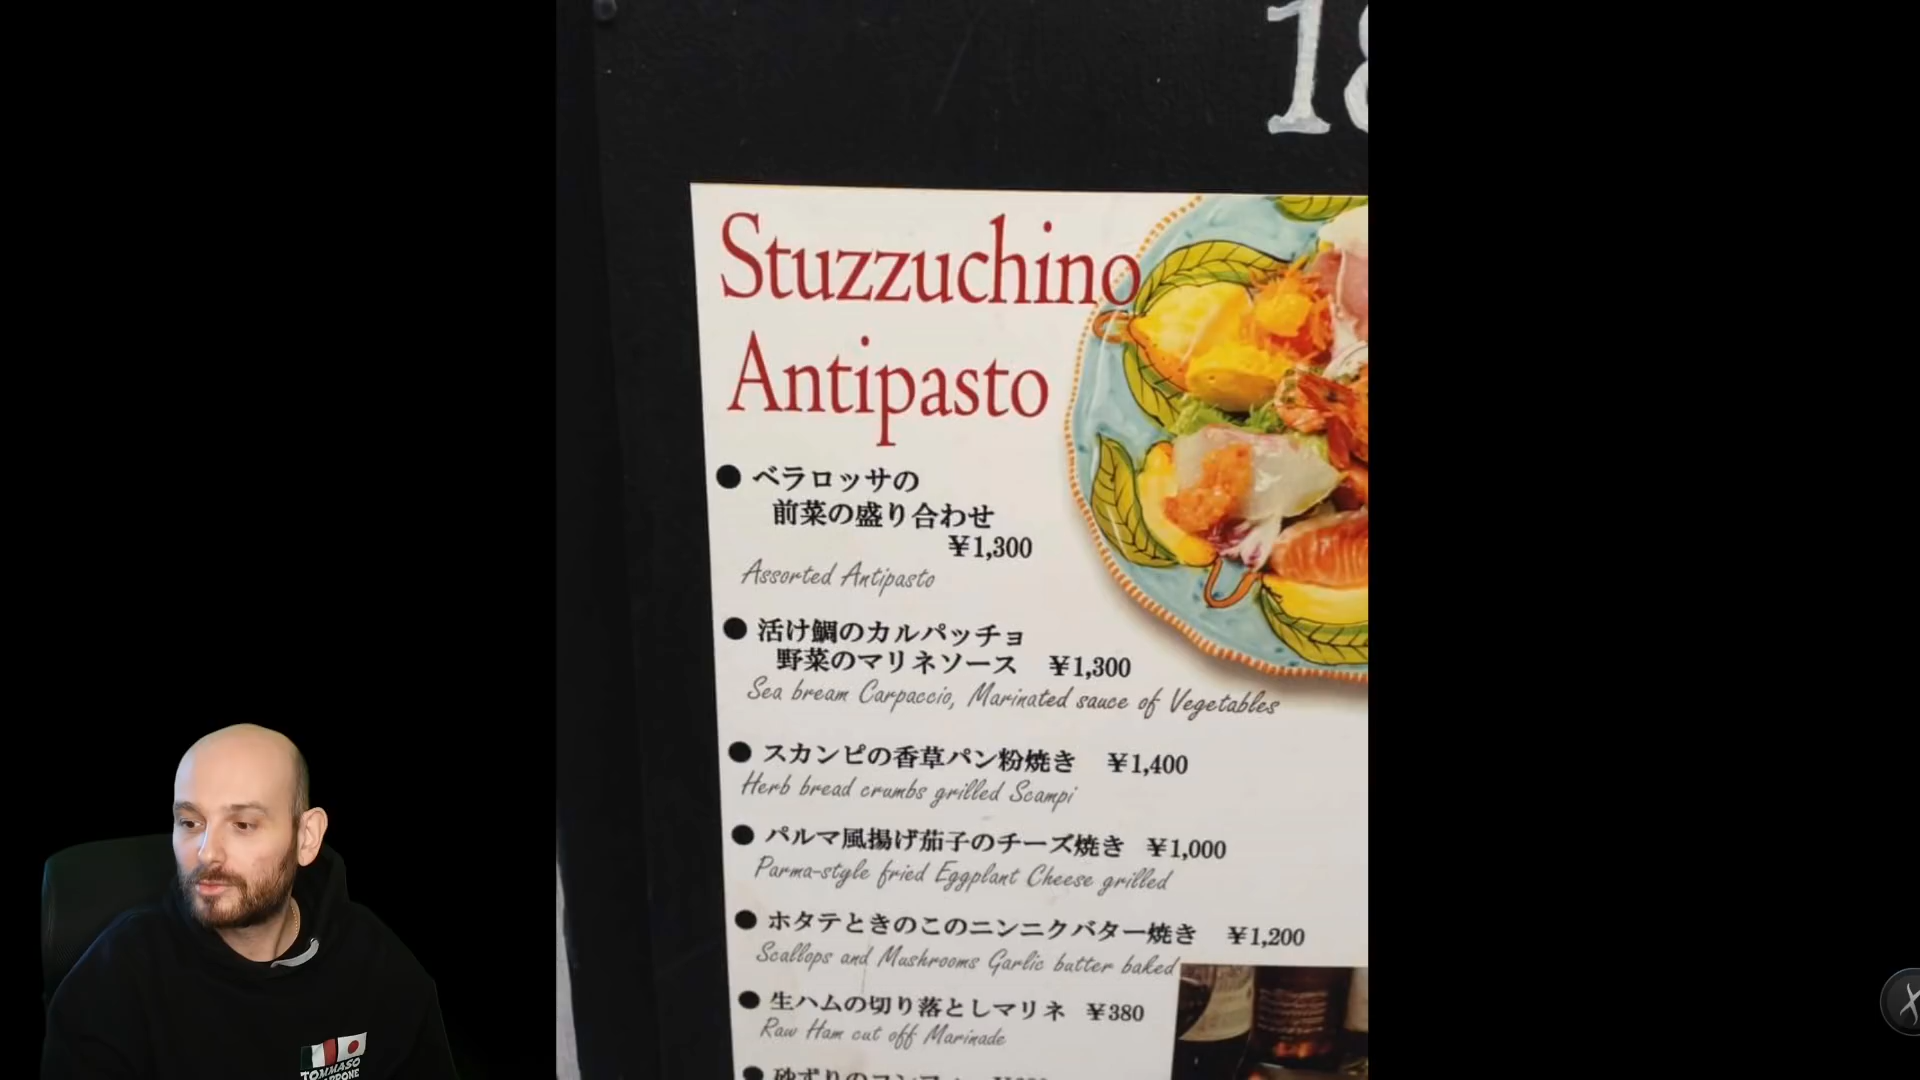 18
Stuzzuchino
Antipasto
● ベラロッサの
前菜の盛り合わせ
¥1,300
Assorted Antipasto
● 活け鯛のカルパッチョ
野菜のマリネソース ¥1,300
Sea bream Carpaccio, Marinated sauce of Vegetables
● スカンピの香草パン粉焼き ¥1,400
Herb bread crumbs grilled Scampi
● パルマ風揚げ茄子のチーズ焼き ¥1,000
Parma-style fried Eggplant Cheese grilled
● ホタテときのこのニンニクバター焼き ¥1,200
Scallops and Mushrooms Garlic butter baked
● 生ハムの切り落としマリネ ¥380
Raw Ham cut off Marinade
TOMMASO